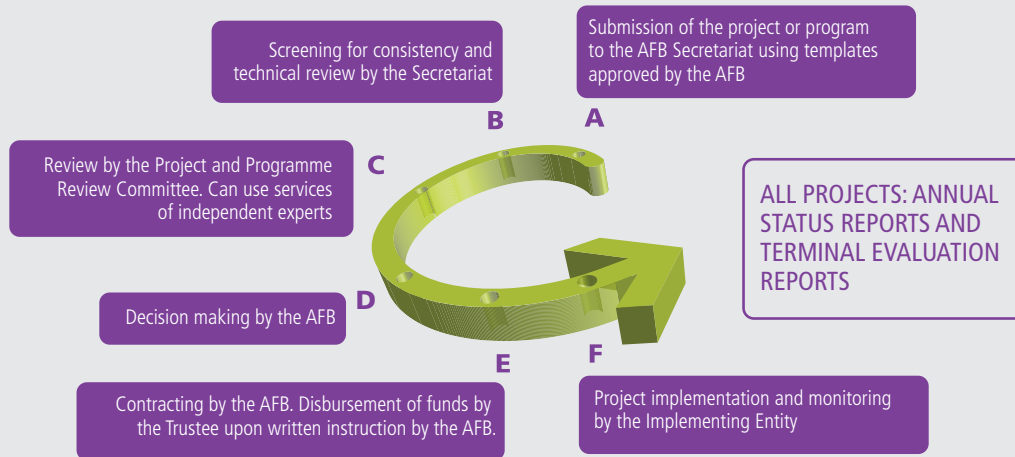 Submission of the project or program
to the AFB Secretariat using templates
approved by the AFB
A
Screening for consistency and
technical review by the Secretariat
B
Review by the Project and Programme
Review Committee. Can use services
of independent experts
C
Decision making by the AFB
D
Contracting by the AFB. Disbursement of funds by
the Trustee upon written instruction by the AFB.
E
Project implementation and monitoring
by the Implementing Entity
F
ALL PROJECTS: ANNUAL
STATUS REPORTS AND
TERMINAL EVALUATION
REPORTS